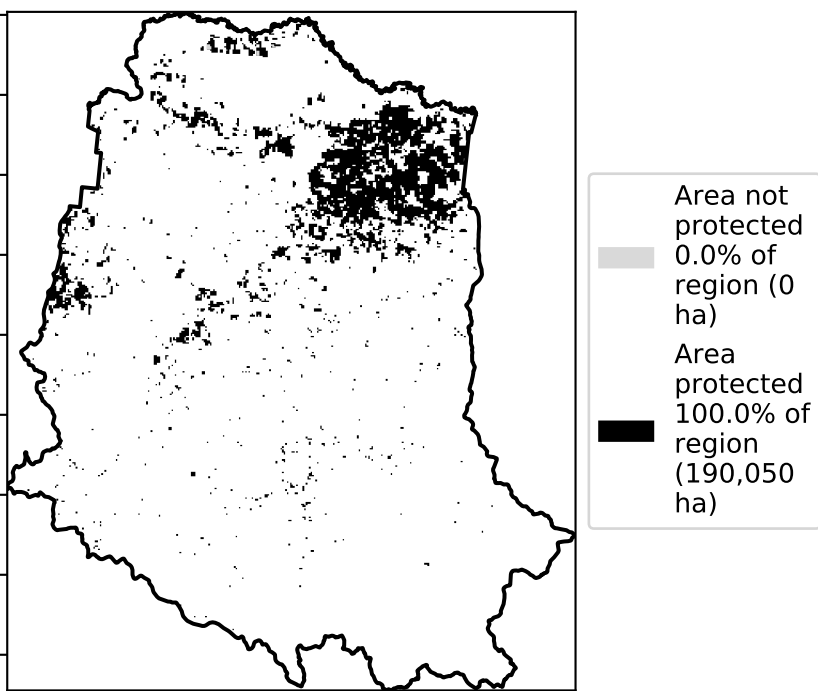 Area not
protected
0.0% of
region (0
ha)
Area
protected
100.0% of
region
(190,050
ha)